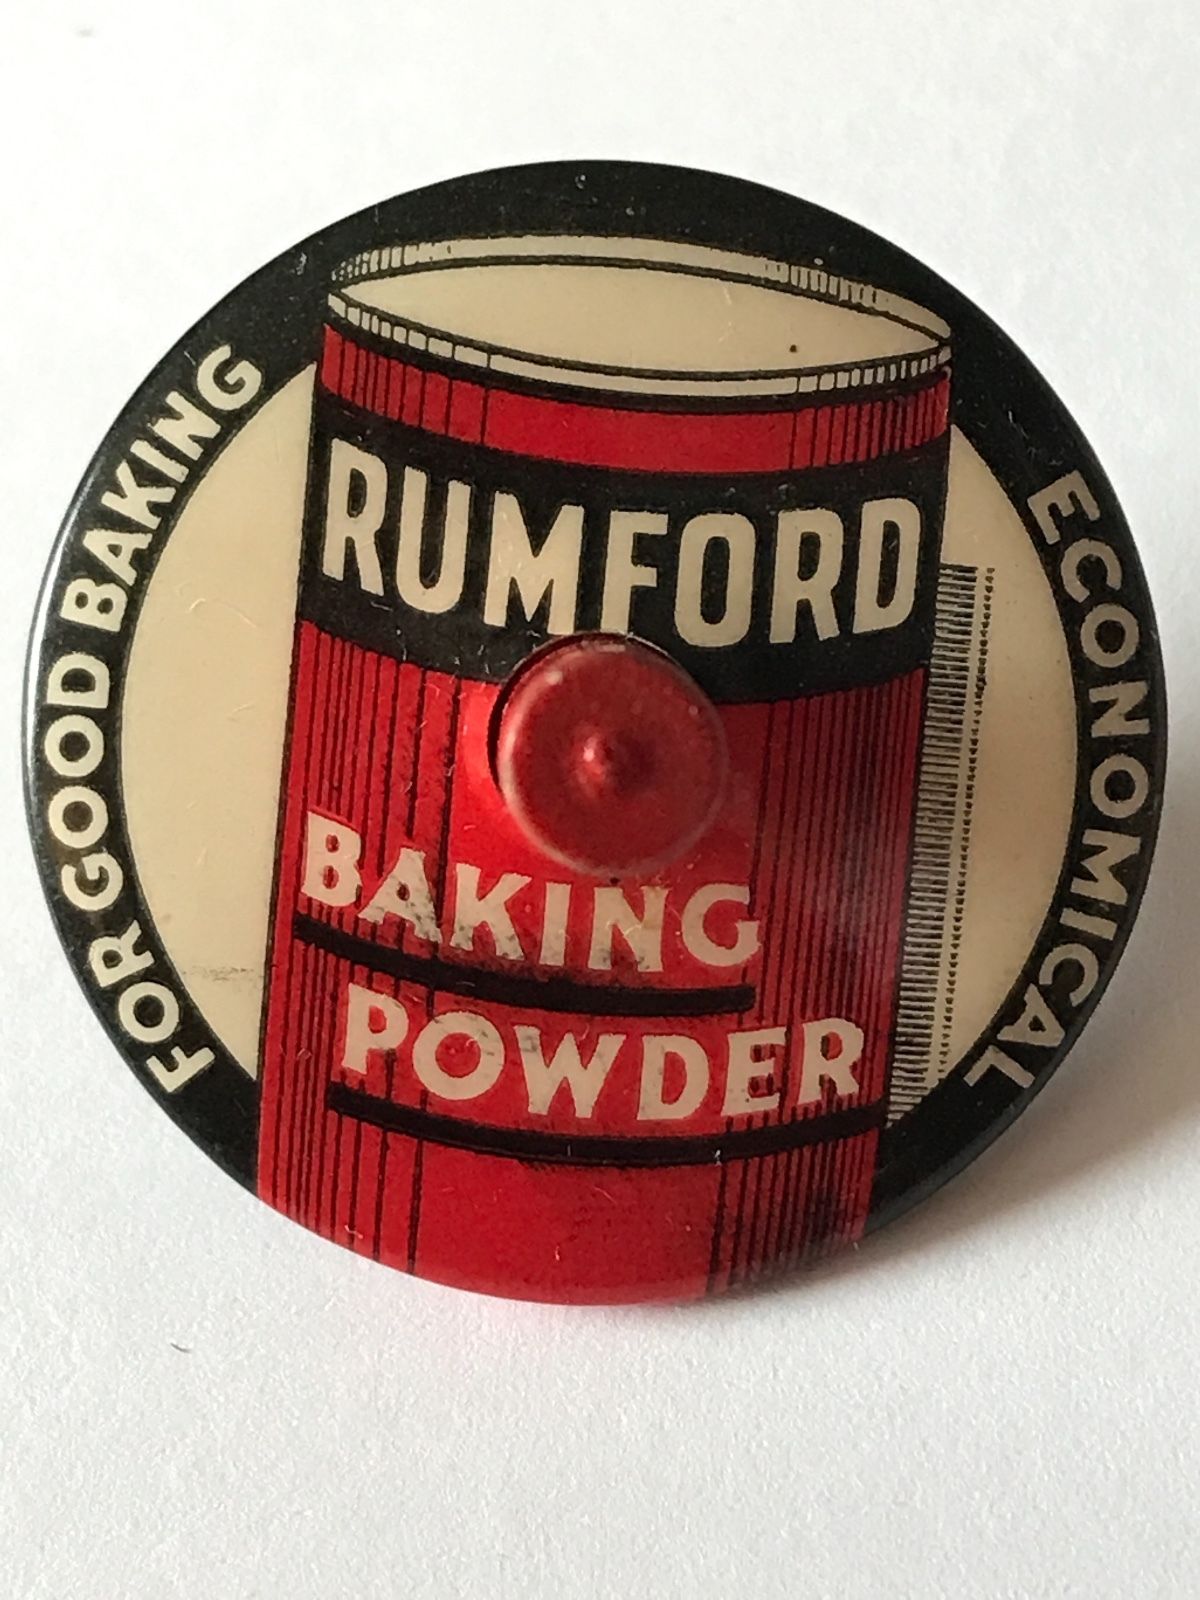 FOR GOOD BAKING
RUMFORD
BAKING
POWDER
ECONOMICAL